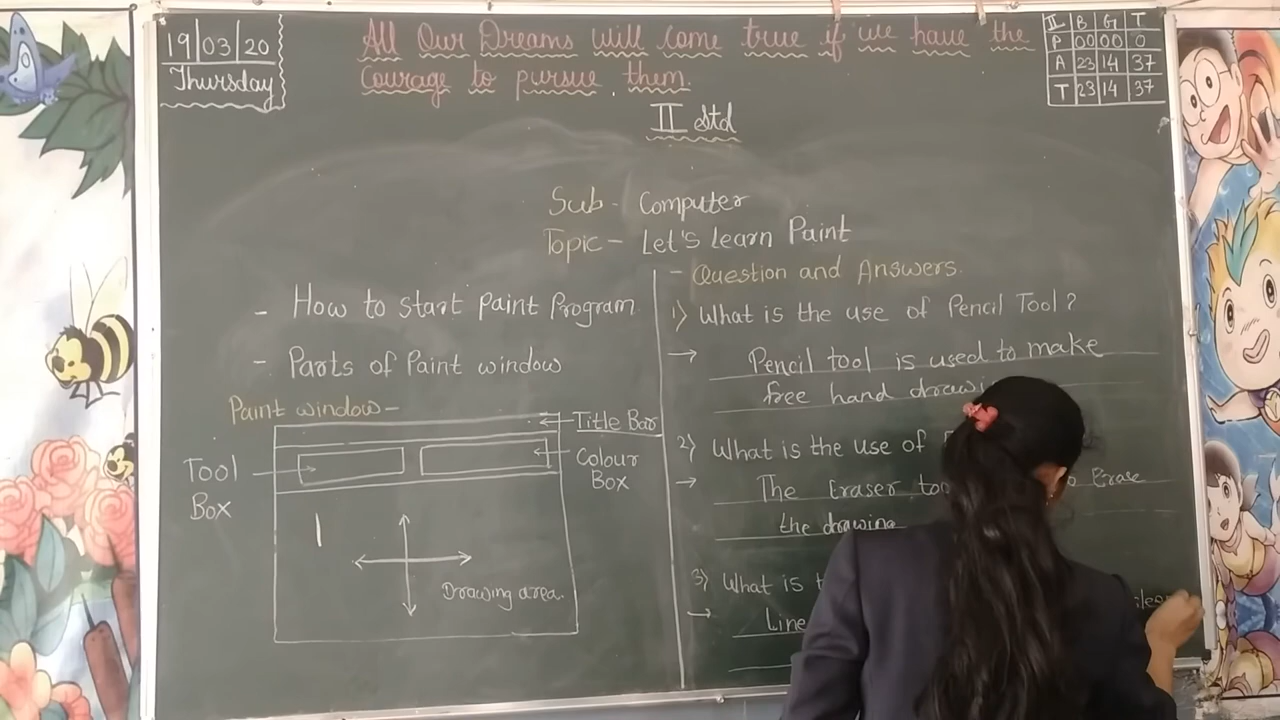 19/03/20
Thursday
All Our Dreams will come true if we have the
courage to pursue them.
II B G T
P 00 00 0
A 23 14 37
T 23 14 37
II std
Sub - Computer
Topic - Let's Learn Paint
- How to start Paint Program
- Parts of Paint window
Paint window-
Title Bar
Tool
Box
Colour
Box
Drawing area.
- Question and Answers.
1) What is the use of Pencil Tool?
→ Pencil tool is used to make
free hand
2) What is the use of
→ The Eraser Erase
the drawing
3) What is
→ Line